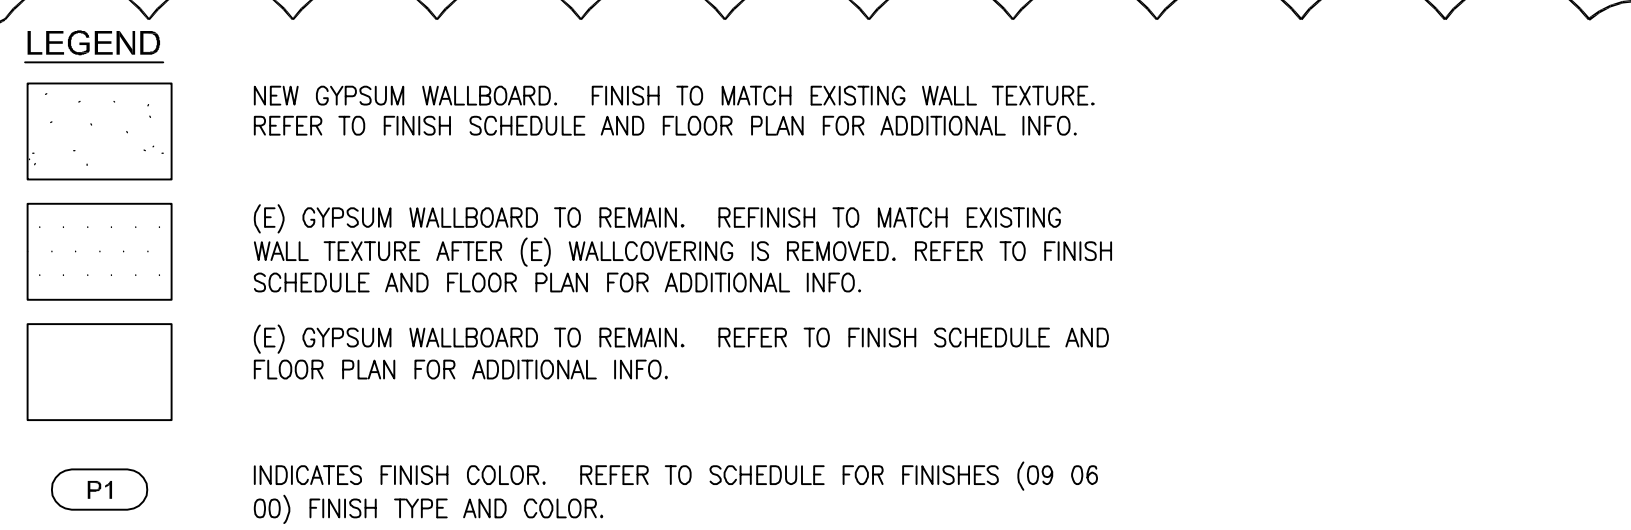 LEGEND
NEW GYPSUM WALLBOARD. FINISH TO MATCH EXISTING WALL TEXTURE.
REFER TO FINISH SCHEDULE AND FLOOR PLAN FOR ADDITIONAL INFO.
(E) GYPSUM WALLBOARD TO REMAIN. REFINISH TO MATCH EXISTING
WALL TEXTURE AFTER (E) WALLCOVERING IS REMOVED. REFER TO FINISH
SCHEDULE AND FLOOR PLAN FOR ADDITIONAL INFO.
(E) GYPSUM WALLBOARD TO REMAIN. REFER TO FINISH SCHEDULE AND
FLOOR PLAN FOR ADDITIONAL INFO.
P1
INDICATES FINISH COLOR. REFER TO SCHEDULE FOR FINISHES (09 06
00) FINISH TYPE AND COLOR.